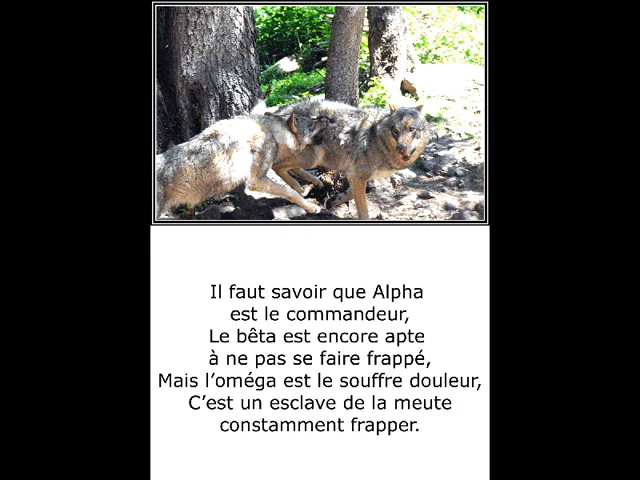 Il faut savoir que Alpha
est le commandeur,
Le bêta est encore apte
à ne pas se faire frappé,
Mais l’oméga est le souffre douleur,
C’est un esclave de la meute
constamment frapper.